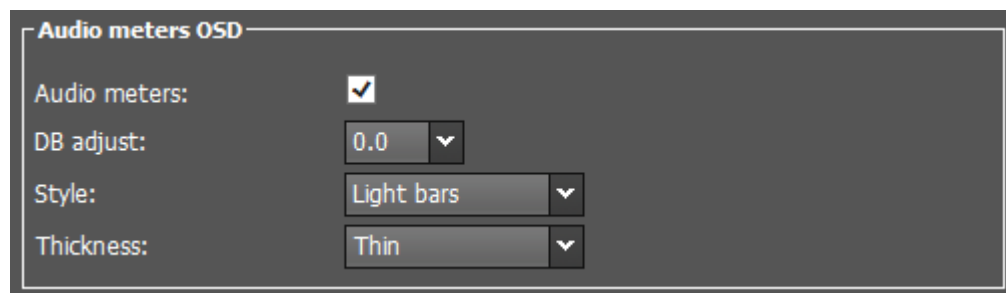 Audio meters OSD
Audio meters:
DB adjust: 0.0
Style: Light bars
Thickness: Thin